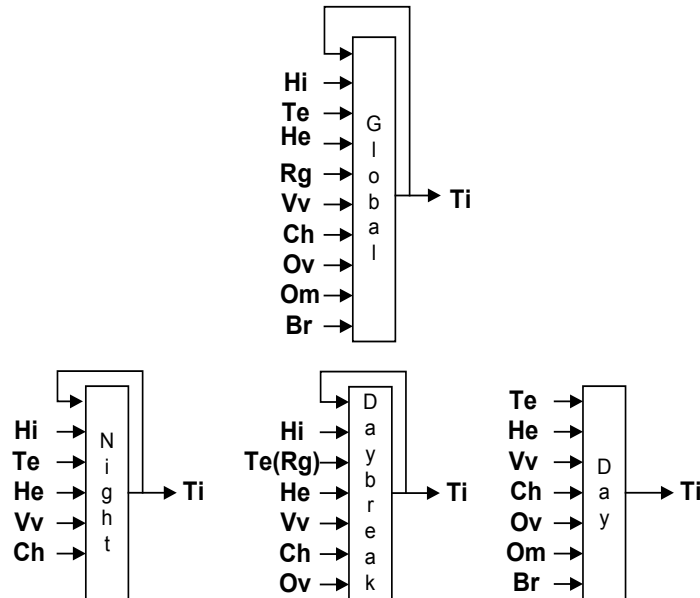 Hi
Te
He
Rg
Vv
Ch
Ov
Om
Br
Global
Ti
Hi
Te
He
Vv
Ch
Night
Ti
Hi
Te(Rg)
He
Vv
Ch
Ov
Daybreak
Ti
Te
He
Vv
Ch
Ov
Om
Br
Day
Ti